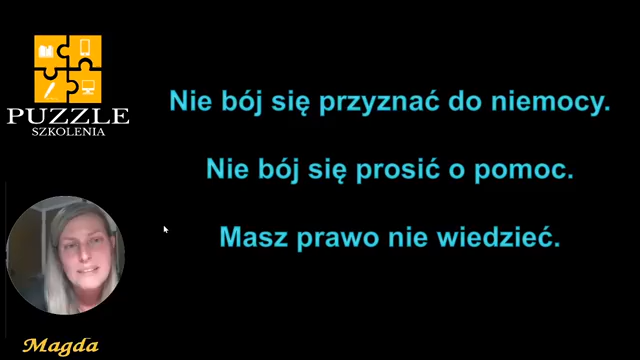 PUZZLE
SZKOLENIA
Nie bój się przyznać do niemocy.
Nie bój się prosić o pomoc.
Masz prawo nie wiedzieć.
Magda